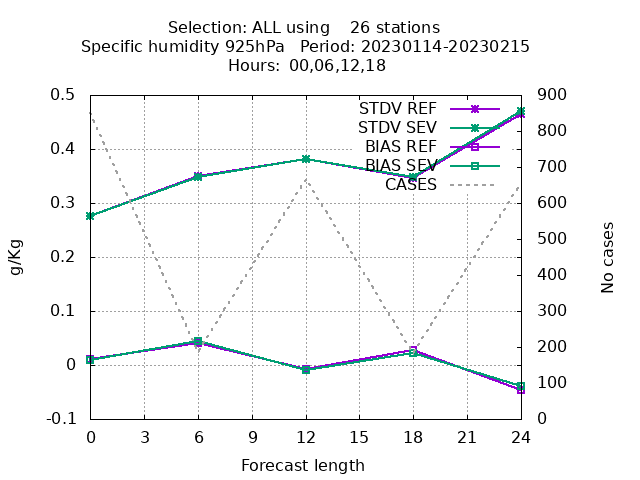 Selection: ALL using    26 stations
Specific humidity 925hPa   Period: 20230114-20230215
Hours: 00,06,12,18
STDV REF
STDV SEV
BIAS REF
BIAS SEV
CASES
0.5
0.4
0.3
0.2
0.1
0
-0.1
g/Kg
900
800
700
600
500
400
300
200
100
0
No cases
0 3 6 9 12 15 18 21 24
Forecast length